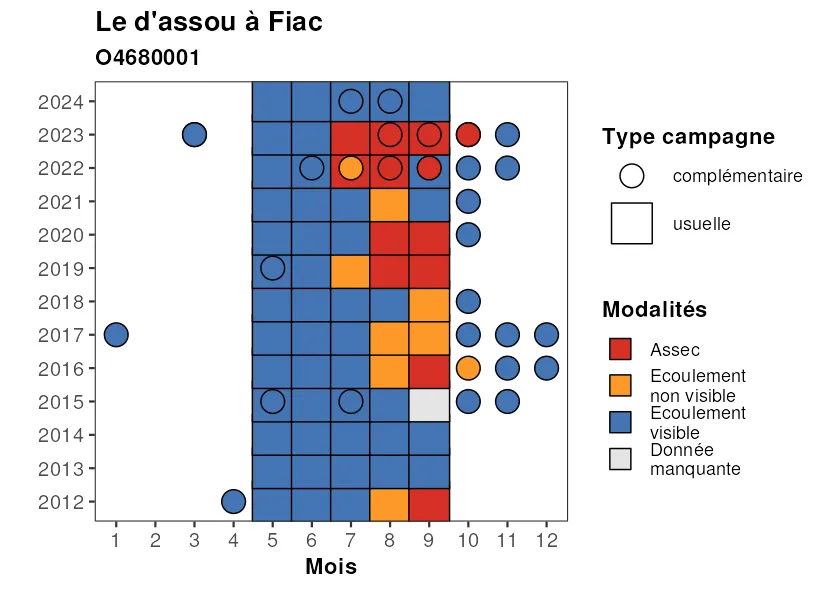 Le d'assou à Fiac
O4680001
2024
2023
2022
2021
2020
2019
2018
2017
2016
2015
2014
2013
2012
1 2 3 4 5 6 7 8 9 10 11 12
Mois
Type campagne
complémentaire
usuelle
Modalités
Assec
Ecoulement
non visible
Ecoulement
visible
Donnée
manquante